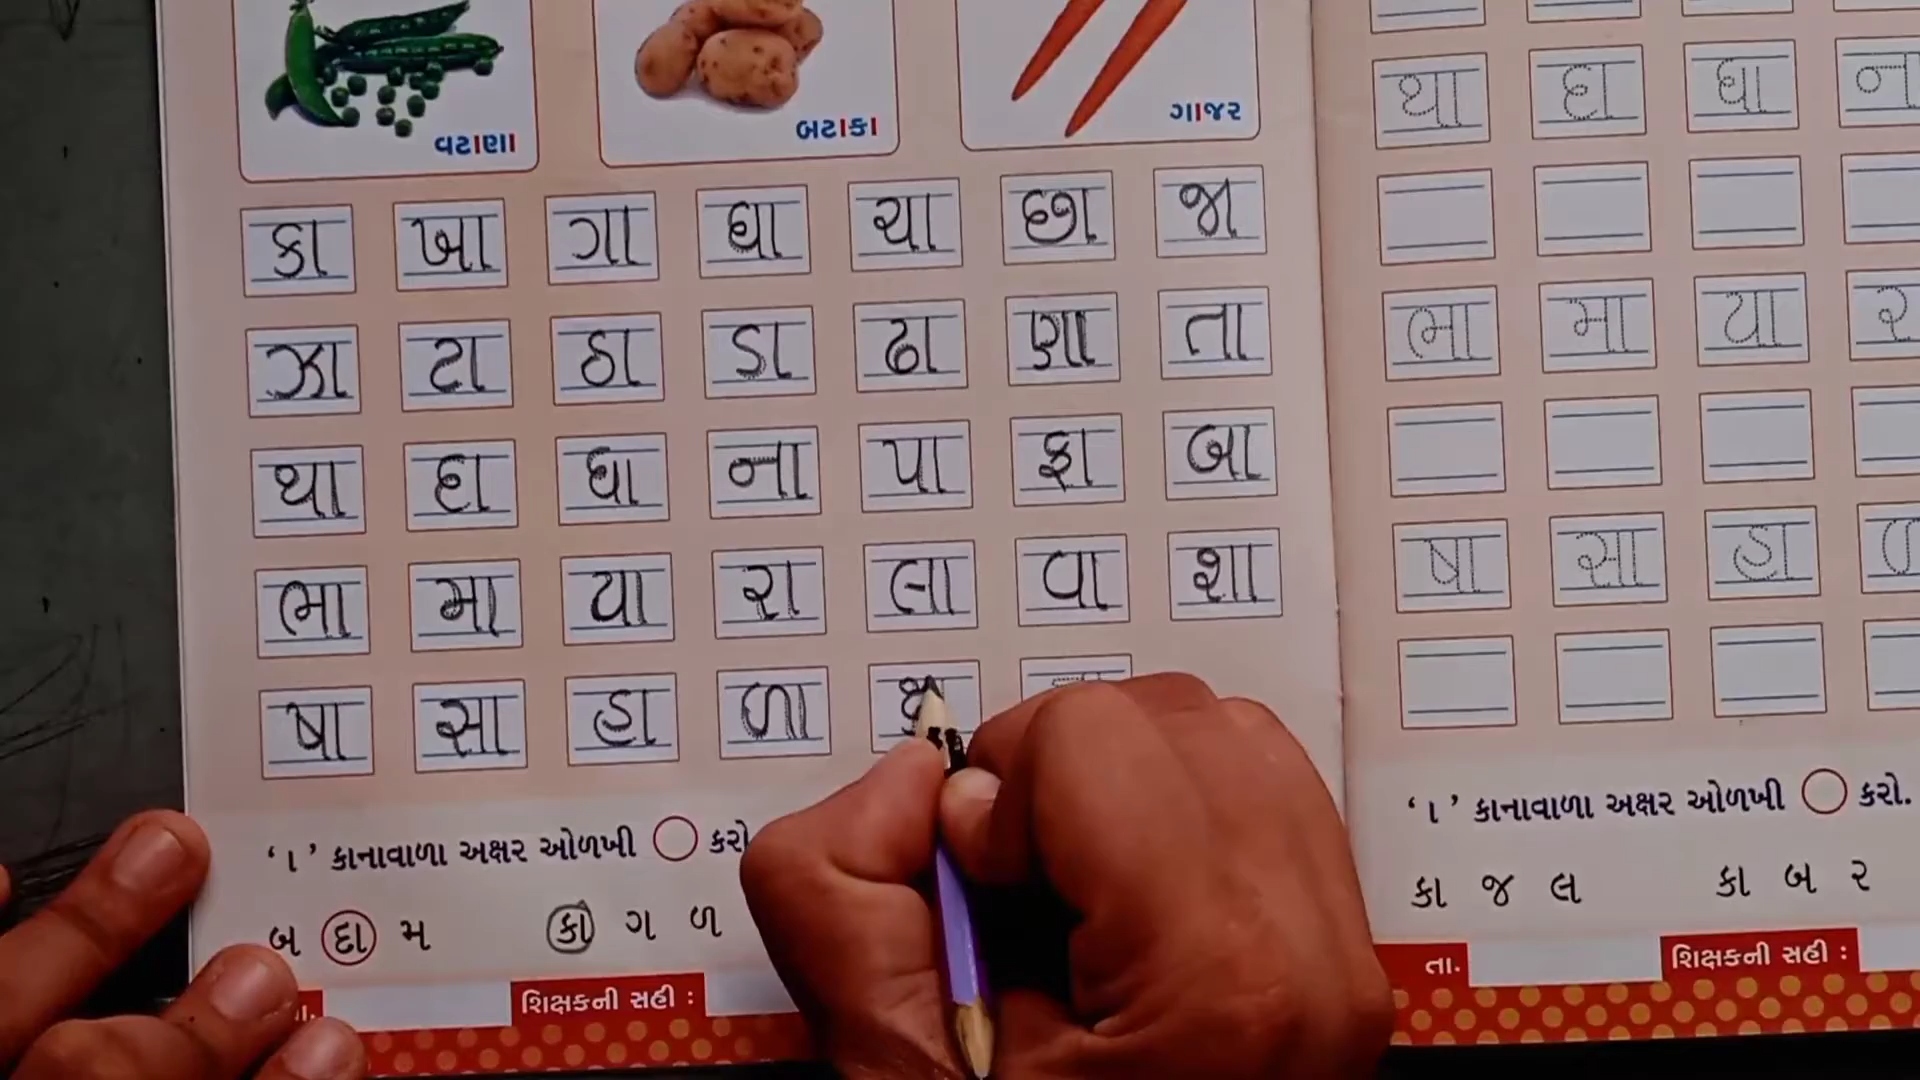 વટાણા બટાકા ગાજર
કા ખા ગા ઘા ચા છા જા
ઝા ટા ઠા ડા ઢા ણા તા
થા દા ધા ના પા ફા બા
ભા મા યા રા લા વા શા
ષા સા હા ળા ક્ષા
‘ા’ કાનાવાળા અક્ષર ઓળખી ◯ કરો
બ દા મ કા ગ ળ
શિક્ષકની સહી :
થા દા ધા ન
ભા મા યા ર
ષા સા હા
‘ા’ કાનાવાળા અક્ષર ઓળખી ◯ કરો.
કા જ લ કા બ ર
તા. શિક્ષકની સહી :